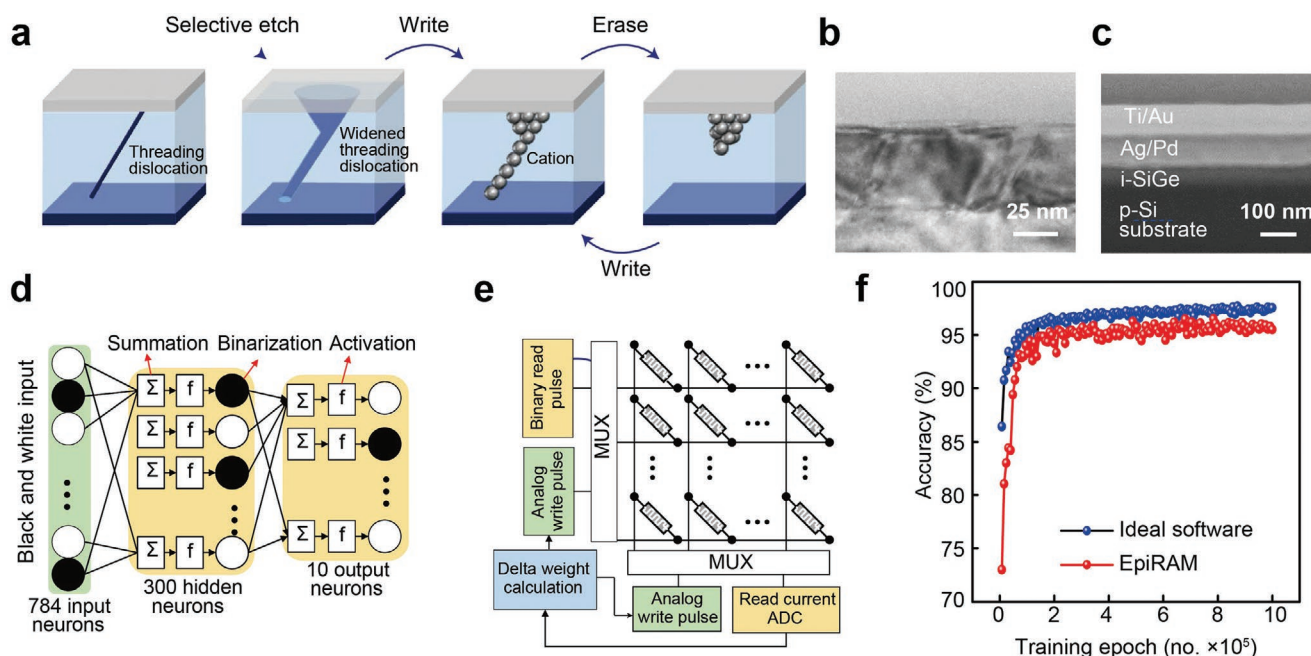 a
Selective etch
Write
Erase
Threading
dislocation
Widened
threading
dislocation
Cation
Write
b
25 nm
c
Ti/Au
Ag/Pd
i-SiGe
p-Si
substrate
100 nm
d
Black and white input
Summation
Binarization
Activation
Σ f
Σ f
Σ f
Σ f
Σ f
Σ f
Σ f
784 input
neurons
300 hidden
neurons
10 output
neurons
e
Binary read
pulse
Analog
write pulse
MUX
MUX
Delta weight
calculation
Analog
write pulse
Read current
ADC
f
Accuracy (%)
100
95
90
85
80
75
70
Ideal software
EpiRAM
0 2 4 6 8 10
Training epoch (no. ×10⁵)